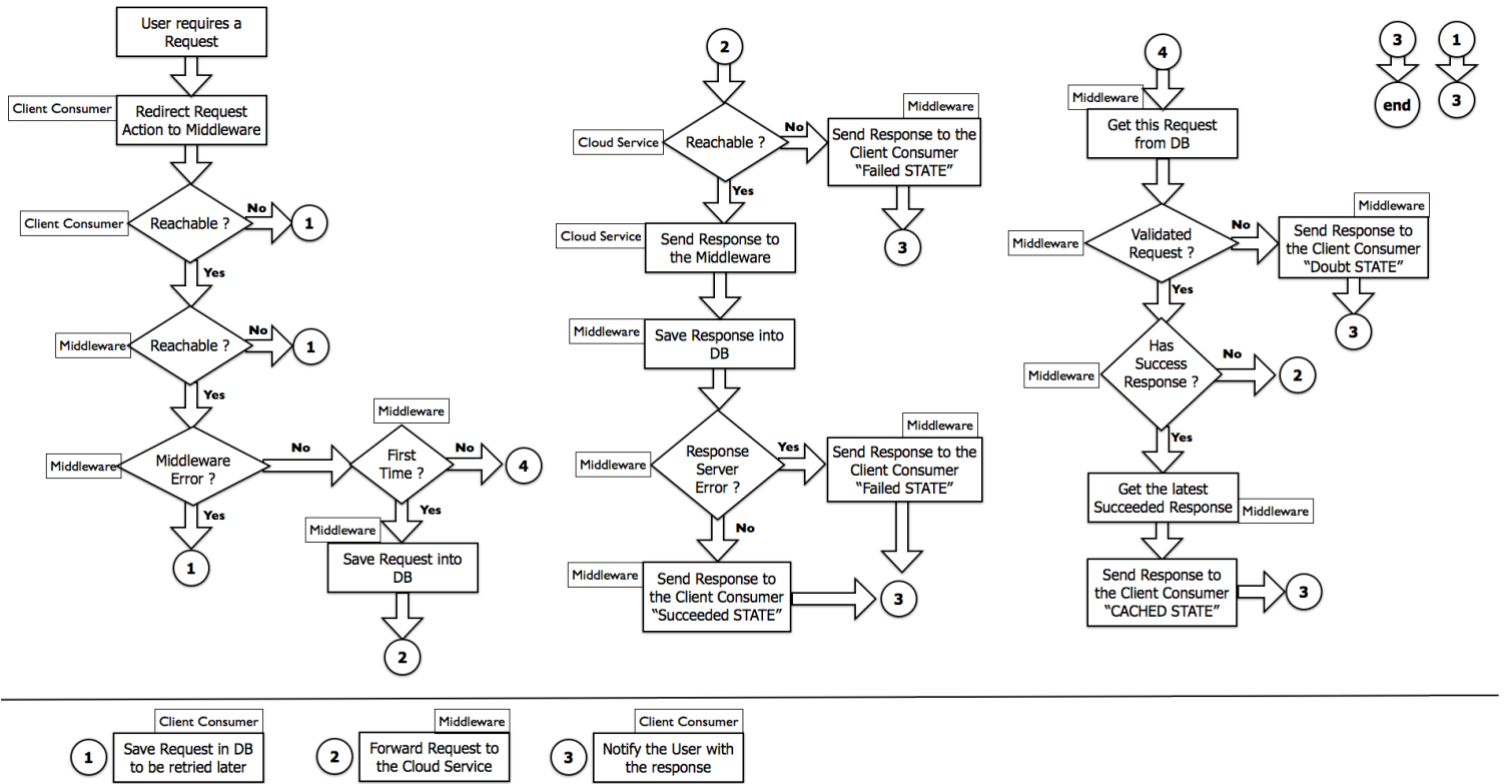 User requires a
Request
Client Consumer
Redirect Request
Action to Middleware
Client Consumer
Reachable ?
No
1
Yes
Middleware
Reachable ?
No
1
Yes
Middleware
Middleware
Error ?
No
Yes
1
Middleware
First
Time ?
No
4
Yes
Middleware
Save Request into
DB
2
2
Cloud Service
Reachable ?
No
Middleware
Send Response to the
Client Consumer
“Failed STATE”
3
Yes
Cloud Service
Send Response to
the Middleware
Middleware
Save Response into
DB
Middleware
Response
Server
Error ?
Yes
Middleware
Send Response to the
Client Consumer
“Failed STATE”
No
Middleware
Send Response to
the Client Consumer
“Succeeded STATE”
3
4
Middleware
Get this Request
from DB
Middleware
Validated
Request ?
No
Middleware
Send Response to
the Client Consumer
“Doubt STATE”
3
Yes
Middleware
Has
Success
Response ?
No
2
Yes
Get the latest
Succeeded Response
Middleware
Send Response to
the Client Consumer
“CACHED STATE”
3
3
end
1
3
Client Consumer
1
Save Request in DB
to be retried later
Middleware
2
Forward Request to
the Cloud Service
Client Consumer
3
Notify the User with
the response